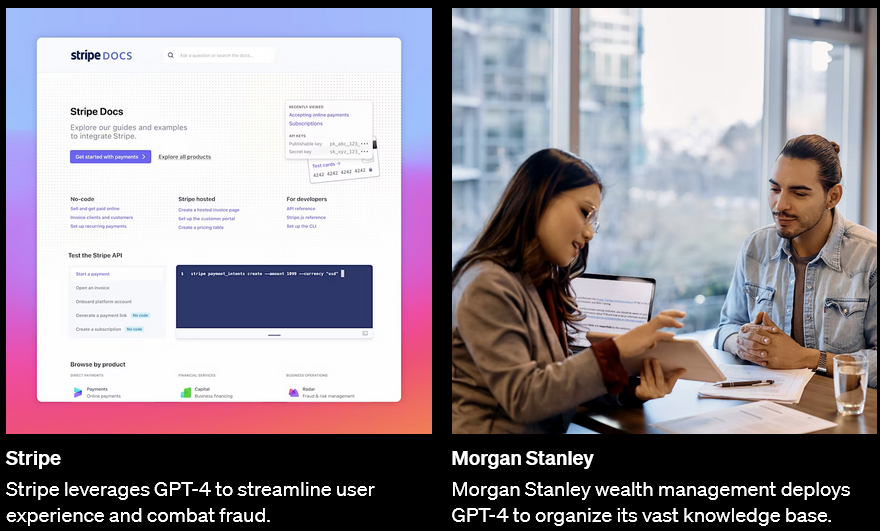 stripe DOCS
Ask a question or search the docs...
Stripe Docs
Explore our guides and examples
to integrate Stripe.
Get started with payments
Explore all products
RECENTLY VIEWED
Accepting online payments
Subscriptions
API KEYS
Publishable key pk_abc_123_•••
Secret key sk_xyz_123_•••
Test cards →
4242 4242 4242 4242
No-code
Sell and get paid online
Invoice clients and customers
Set up recurring payments
Stripe hosted
Create a hosted invoice page
Set up the customer portal
Create a pricing table
For developers
API reference
Stripe.js reference
Set up the CLI
Test the Stripe API
Start a payment
Open an invoice
Onboard platform account
Generate a payment link No code
Create a subscription No code
$ stripe payment_intents create --amount 1099 --currency "usd"
Browse by product
DIRECT PAYMENTS
Payments
Online payments
FINANCIAL SERVICES
Capital
Business financing
BUSINESS OPERATIONS
Radar
Fraud & risk management
Stripe
Stripe leverages GPT-4 to streamline user
experience and combat fraud.
Morgan Stanley
Morgan Stanley wealth management deploys
GPT-4 to organize its vast knowledge base.